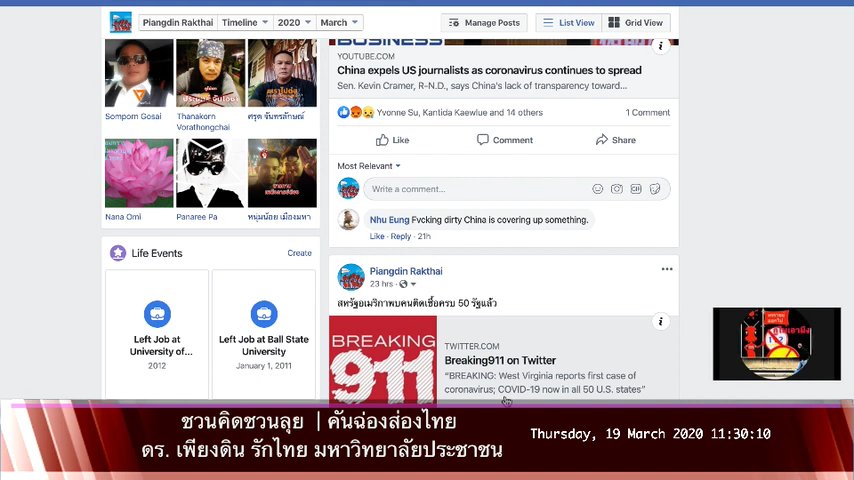 Piangdin Rakthai
Timeline
2020
March
Manage Posts
List View
Grid View
Sompom Gosai
Thanakorn
Vorathongchai
ศรุต จันทรลักษณ์
Nana Omi
Panaree Pa
หนุ่มน้อย เมืองมหา
Life Events
Create
Left Job at
University of...
2012
Left Job at Ball State
University
January 1, 2011
BUSINESS
YOUTUBE.COM
China expels US journalists as coronavirus continues to spread
Sen. Kevin Cramer, R-N.D., says China's lack of transparency toward...
Yvonne Su, Kantida Kaewlue and 14 others
1 Comment
Like
Comment
Share
Most Relevant
Write a comment...
GIF
Nhu Eung Fvcking dirty China is covering up something.
Like · Reply · 21h
Piangdin Rakthai
23 hrs ·
สหรัฐอเมริกาพบคนติดเชื้อครบ 50 รัฐแล้ว
BREAKING
911
TWITTER.COM
Breaking911 on Twitter
"BREAKING: West Virginia reports first case of
coronavirus; COVID-19 now in all 50 U.S. states"
ชวนคิดชวนลุย | คันฉ่องส่องไทย
ดร. เพียงดิน รักไทย มหาวิทยาลัยประชาชน
Thursday, 19 March 2020 11:30:10